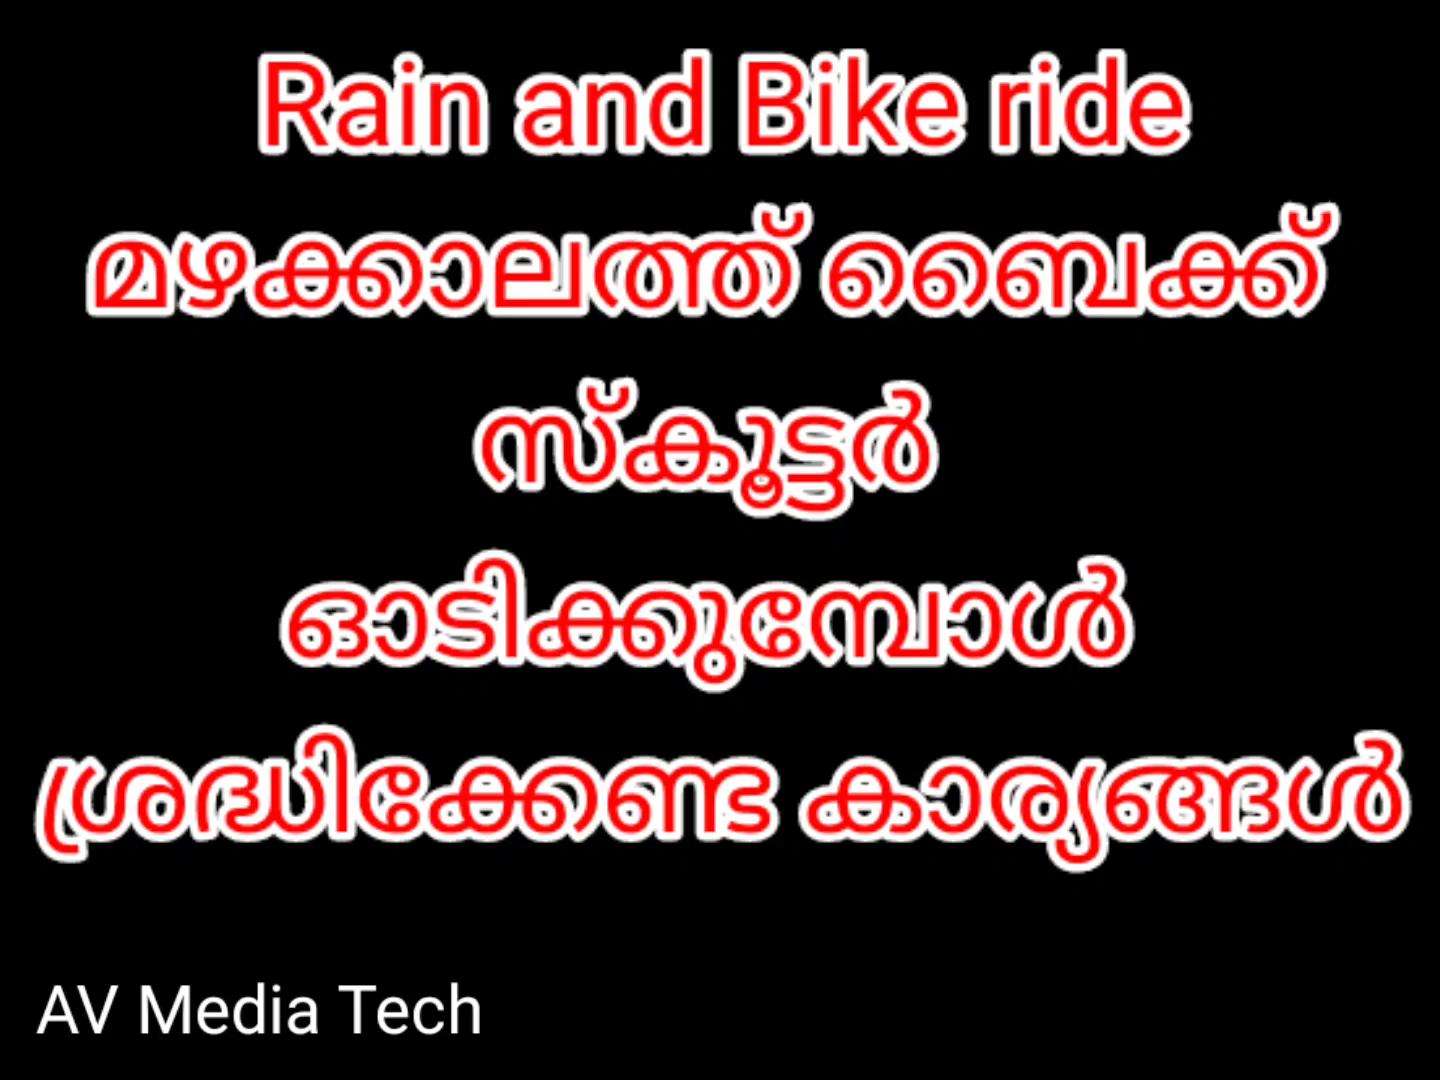 Rain and Bike ride
മഴക്കാലത്ത് ബൈക്ക്
സ്കൂട്ടർ
ഓടിക്കുമ്പോൾ
ശ്രദ്ധിക്കേണ്ട കാര്യങ്ങൾ
AV Media Tech